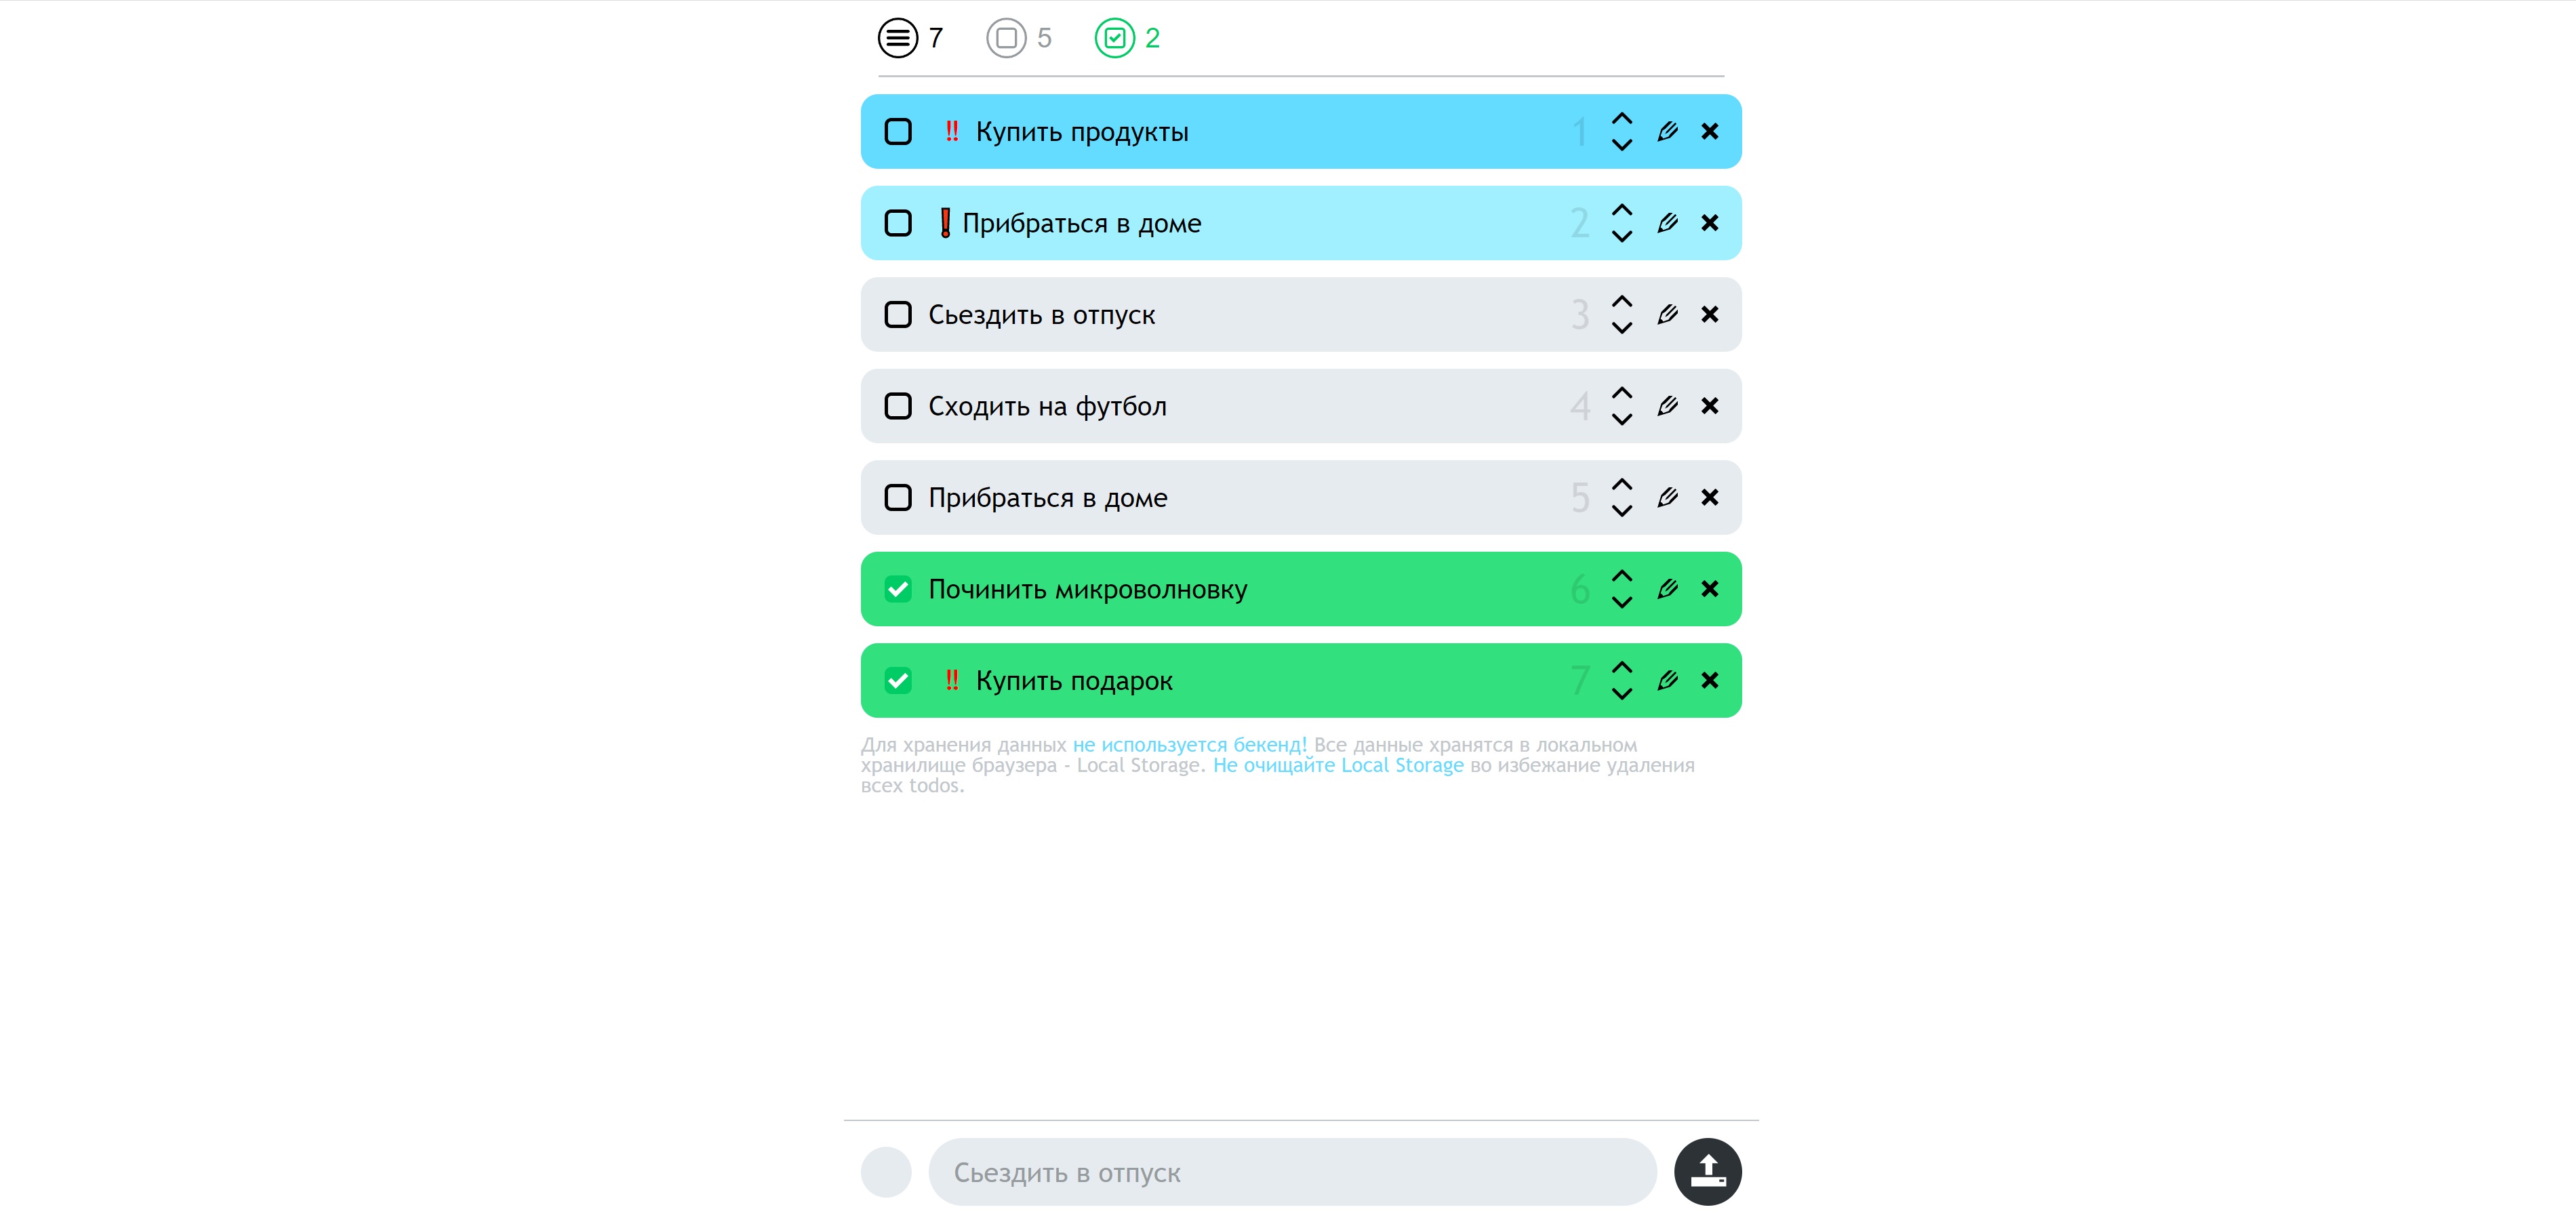 7 5 2
‼ Купить продукты 1
❗ Прибраться в доме 2
Сьездить в отпуск 3
Сходить на футбол 4
Прибраться в доме 5
Починить микроволновку 6
‼ Купить подарок 7
Для хранения данных не используется бекенд! Все данные хранятся в локальном
хранилище браузера - Local Storage. Не очищайте Local Storage во избежание удаления
всех todos.
Сьездить в отпуск